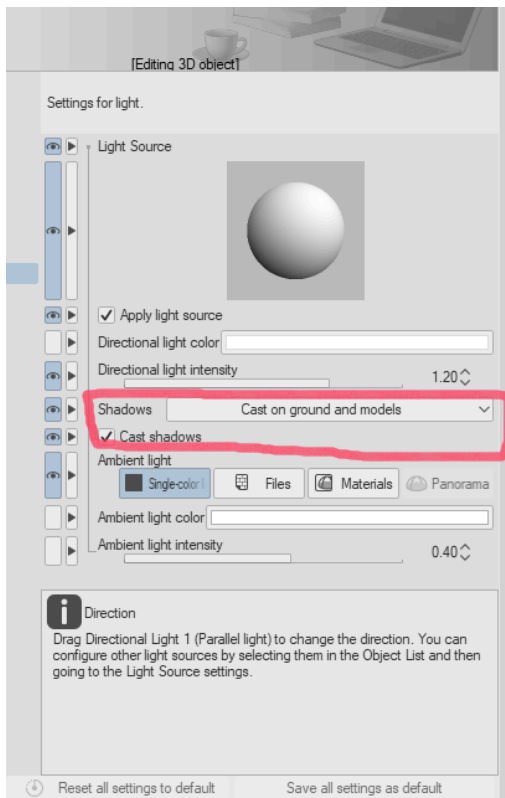 [Editing 3D object]
Settings for light.
Light Source
Apply light source
Directional light color
Directional light intensity
1.20
Shadows Cast on ground and models
Cast shadows
Ambient light
Single-color Files Materials Panorama
Ambient light color
Ambient light intensity
0.40
Direction
Drag Directional Light 1 (Parallel light) to change the direction. You can
configure other light sources by selecting them in the Object List and then
going to the Light Source settings.
Reset all settings to default Save all settings as default